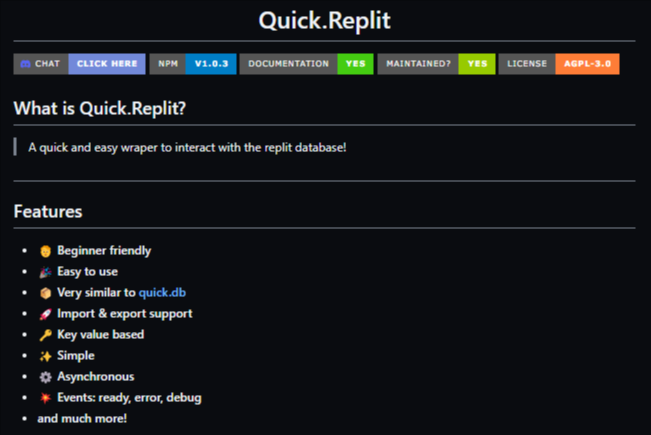 Quick.Replit
CHAT CLICK HERE NPM V1.0.3 DOCUMENTATION YES MAINTAINED? YES LICENSE AGPL-3.0
What is Quick.Replit?
A quick and easy wraper to interact with the replit database!
Features
Beginner friendly
Easy to use
Very similar to quick.db
Import & export support
Key value based
Simple
Asynchronous
Events: ready, error, debug
and much more!